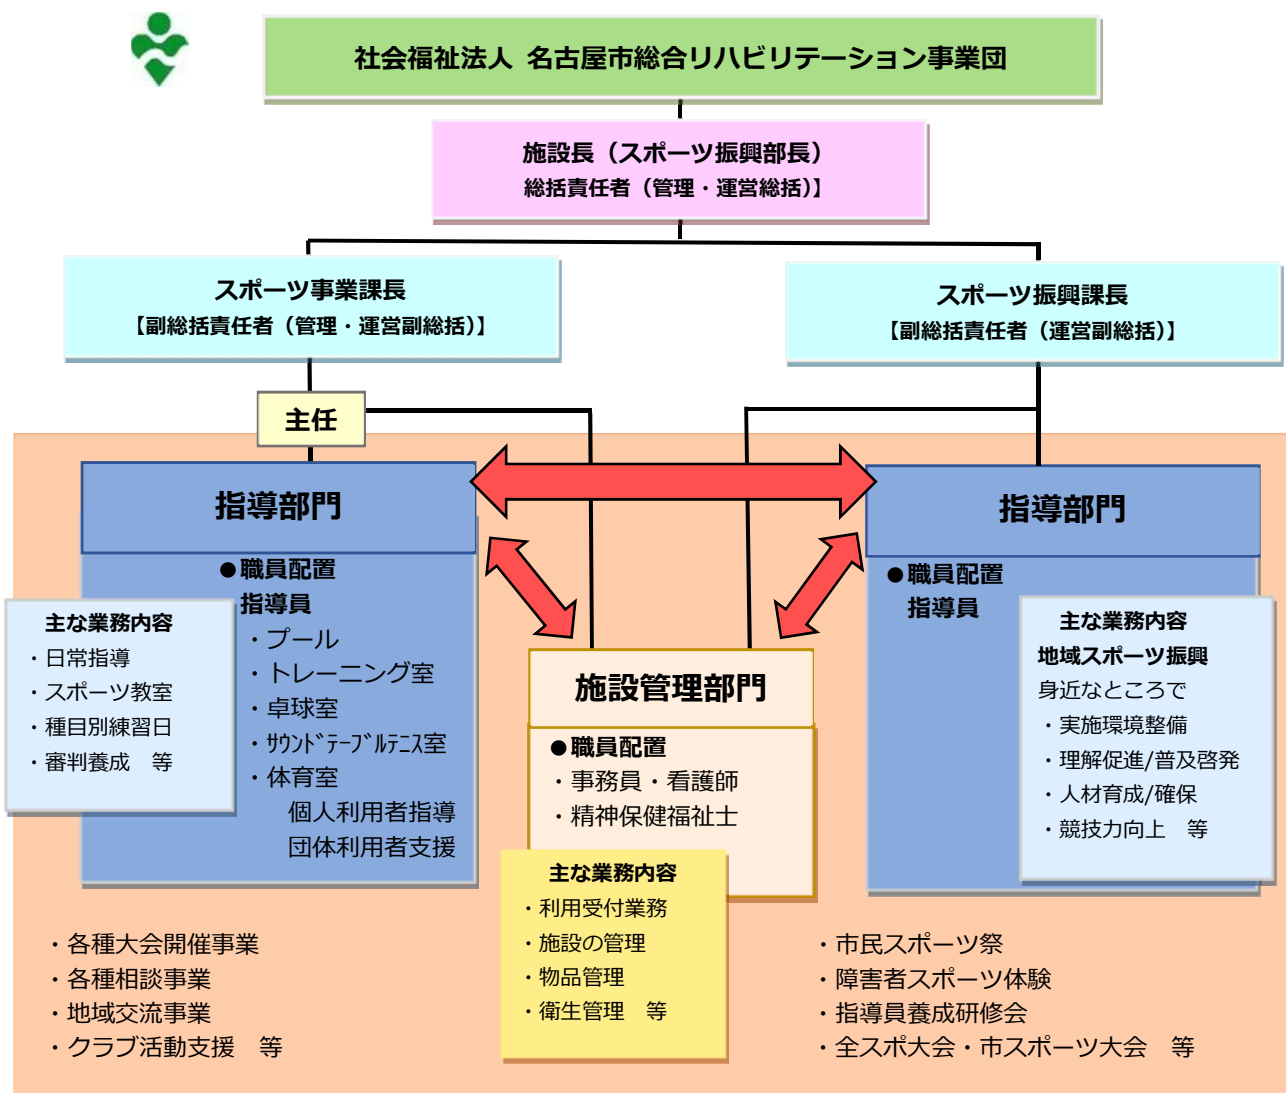 社会福祉法人 名古屋市総合リハビリテーション事業団
施設長（スポーツ振興部長）
総括責任者（管理・運営総括）】
スポーツ事業課長
【副総括責任者（管理・運営副総括）】
スポーツ振興課長
【副総括責任者（運営副総括）】
主任
指導部門
●職員配置
指導員
・プール
・トレーニング室
・卓球室
・ｻｳﾝﾄﾞﾃｰﾌﾞﾙﾃﾆｽ室
・体育室
個人利用者指導
団体利用者支援
主な業務内容
・日常指導
・スポーツ教室
・種目別練習日
・審判養成　等
施設管理部門
●職員配置
・事務員・看護師
・精神保健福祉士
主な業務内容
・利用受付業務
・施設の管理
・物品管理
・衛生管理　等
指導部門
●職員配置
指導員
主な業務内容
地域スポーツ振興
身近なところで
・実施環境整備
・理解促進/普及啓発
・人材育成/確保
・競技力向上　等
・各種大会開催事業
・各種相談事業
・地域交流事業
・クラブ活動支援　等
・市民スポーツ祭
・障害者スポーツ体験
・指導員養成研修会
・全スポ大会・市スポーツ大会　等